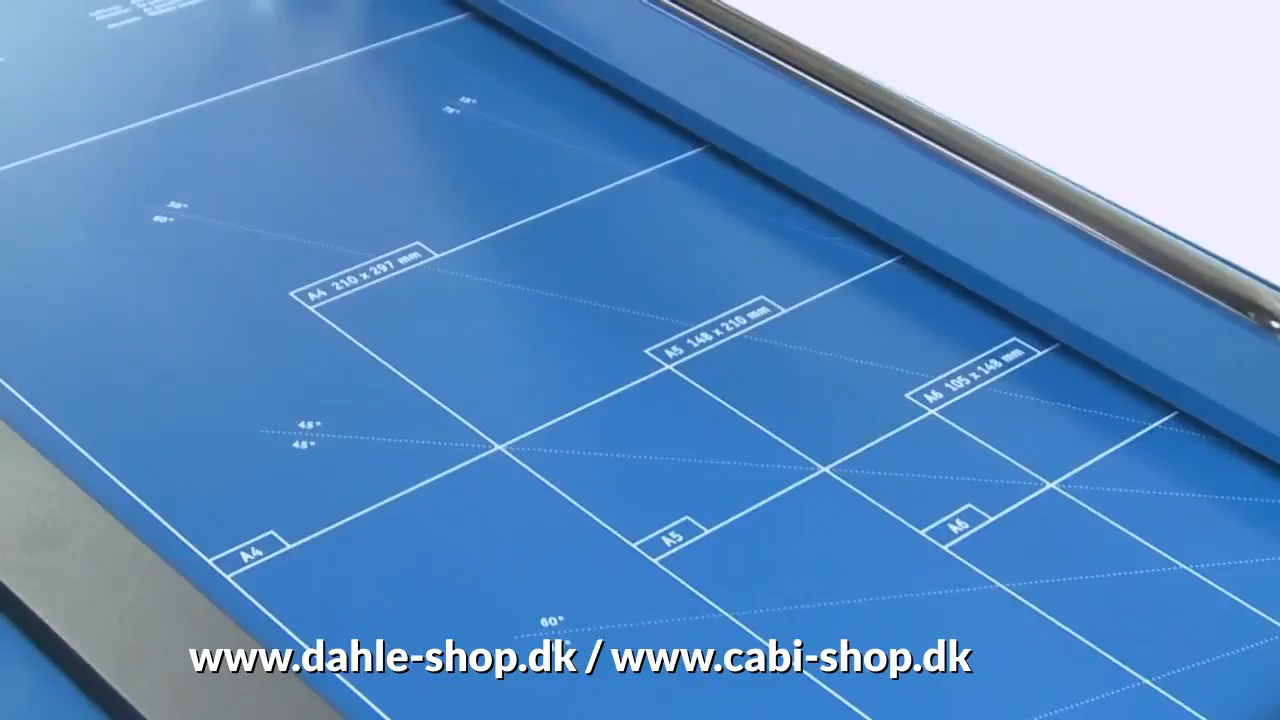 75°
A4 210 x 297 mm
A5 148 x 210 mm
A6 105 x 148 mm
45°
45°
A4
A5
A6
60°
www.dahle-shop.dk / www.cabi-shop.dk